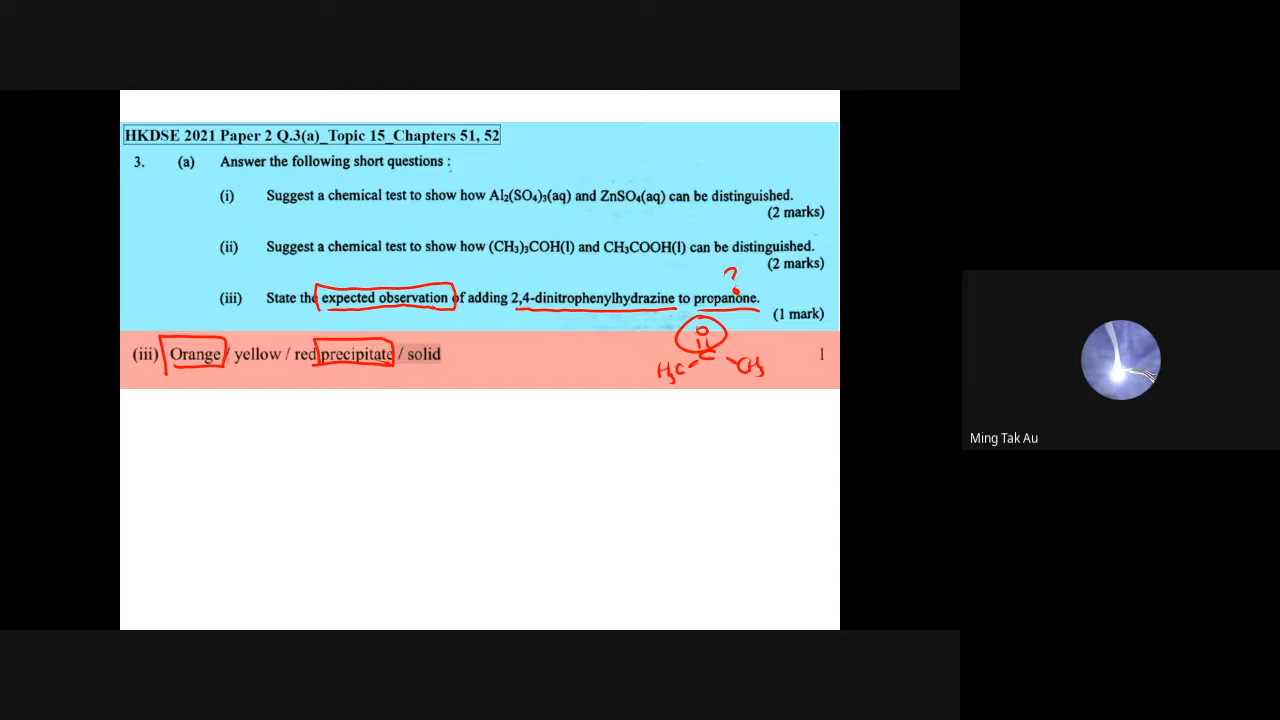 HKDSE 2021 Paper 2 Q.3(a)_Topic 15_Chapters 51, 52
3. (a) Answer the following short questions :
(i) Suggest a chemical test to show how Al₂(SO₄)₃(aq) and ZnSO₄(aq) can be distinguished.
(2 marks)
(ii) Suggest a chemical test to show how (CH₃)₃COH(l) and CH₃COOH(l) can be distinguished.
(2 marks)
?
(iii) State the expected observation of adding 2,4-dinitrophenylhydrazine to propanone.
(1 mark)
O
(iii) Orange / yellow / red precipitate / solid 1
H₃C C CH₃
Ming Tak Au